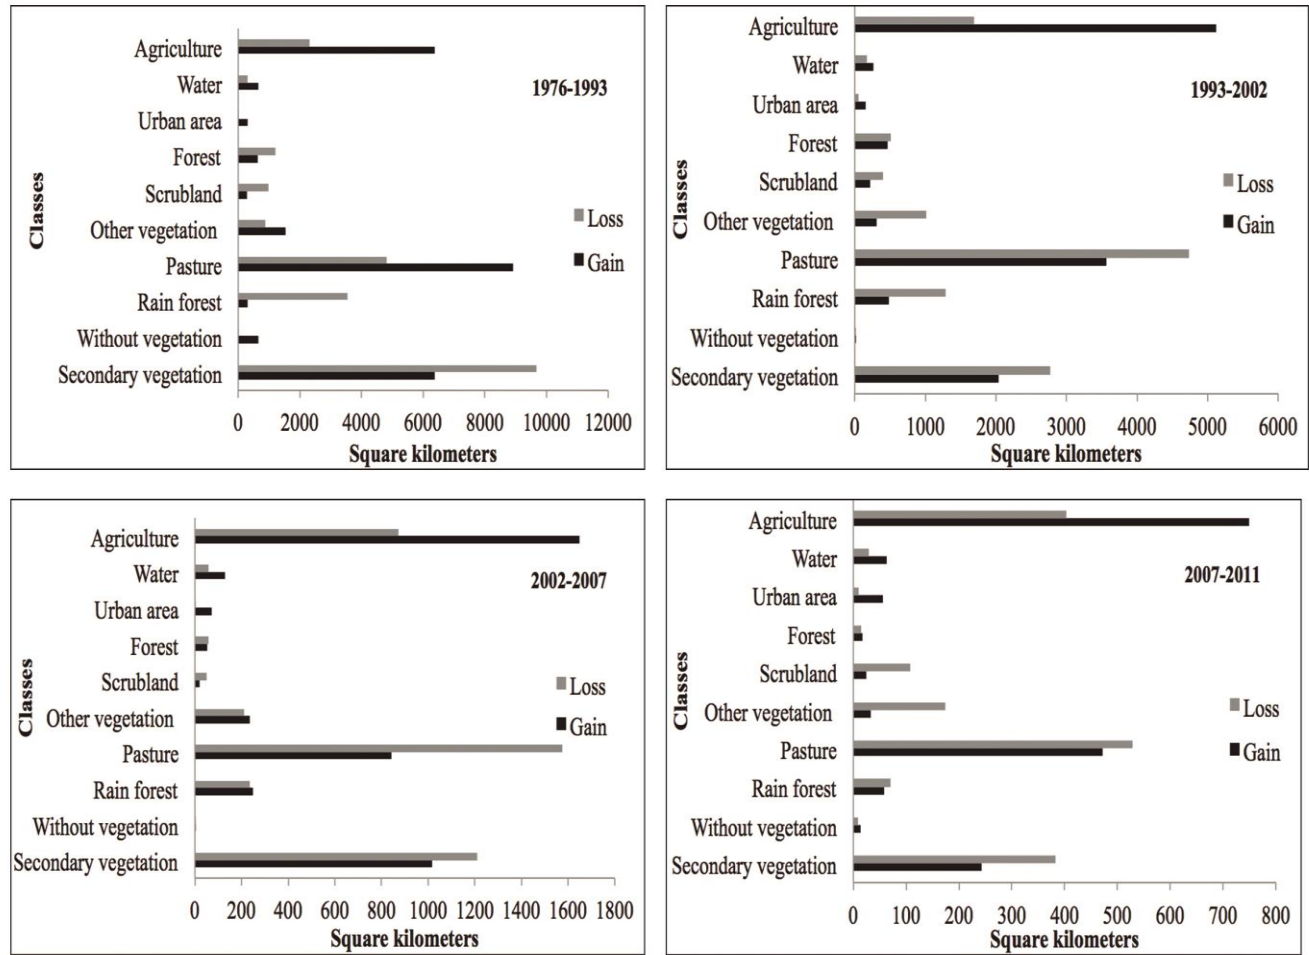 Agriculture
Water
1976-1993
Urban area
Forest
Scrubland
Classes
Loss
Other vegetation
Gain
Pasture
Rain forest
Without vegetation
Secondary vegetation
0 2000 4000 6000 8000 10000 12000
Square kilometers
Agriculture
Water
1993-2002
Urban area
Forest
Scrubland
Loss
Classes
Other vegetation
Gain
Pasture
Rain forest
Without vegetation
Secondary vegetation
0 1000 2000 3000 4000 5000 6000
Square kilometers
Agriculture
Water
2002-2007
Urban area
Forest
Scrubland
Loss
Classes
Other vegetation
Gain
Pasture
Rain forest
Without vegetation
Secondary vegetation
0 200 400 600 800 1000 1200 1400 1600 1800
Square kilometers
Agriculture
Water
2007-2011
Urban area
Forest
Scrubland
Classes
Loss
Other vegetation
Pasture
Gain
Rain forest
Without vegetation
Secondary vegetation
0 100 200 300 400 500 600 700 800
Square kilometers